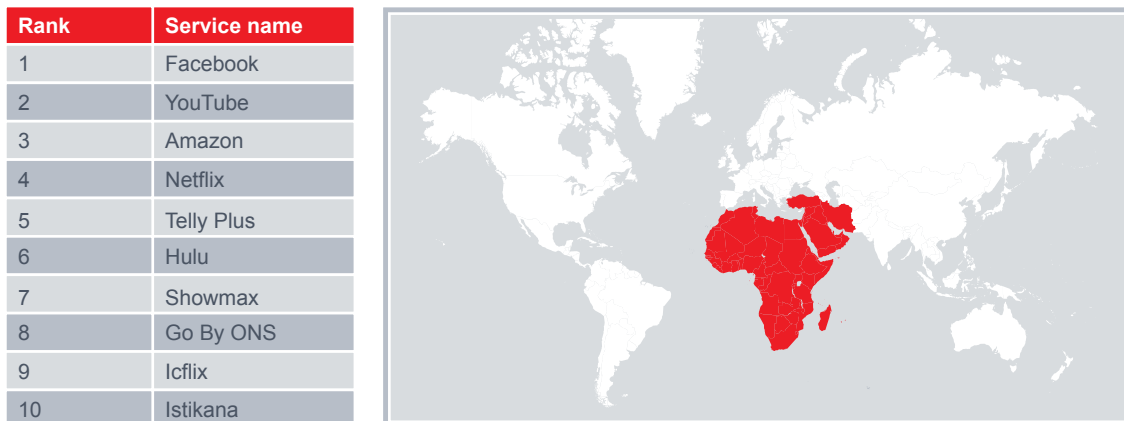 Rank Service name
1 Facebook
2 YouTube
3 Amazon
4 Netflix
5 Telly Plus
6 Hulu
7 Showmax
8 Go By ONS
9 Icflix
10 Istikana